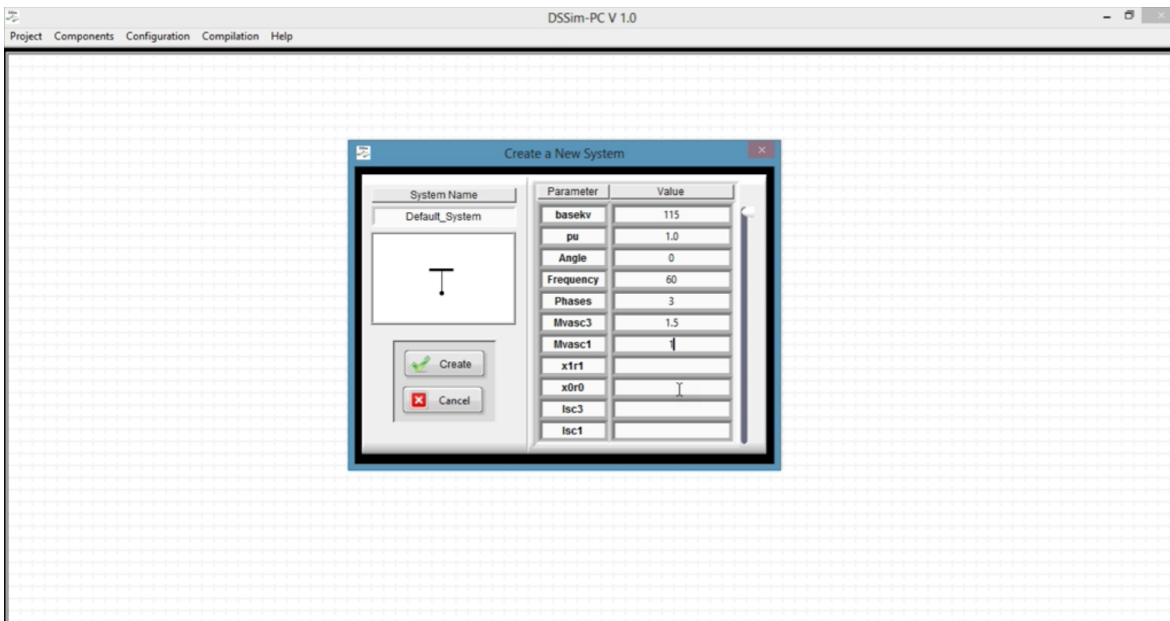 DSSim-PC V 1.0
Project Components Configuration Compilation Help
Create a New System
System Name
Default_System
Create
Cancel
Parameter Value
basekv 115
pu 1.0
Angle 0
Frequency 60
Phases 3
Mvasc3 1.5
Mvasc1 1
x1r1
x0r0
Isc3
Isc1